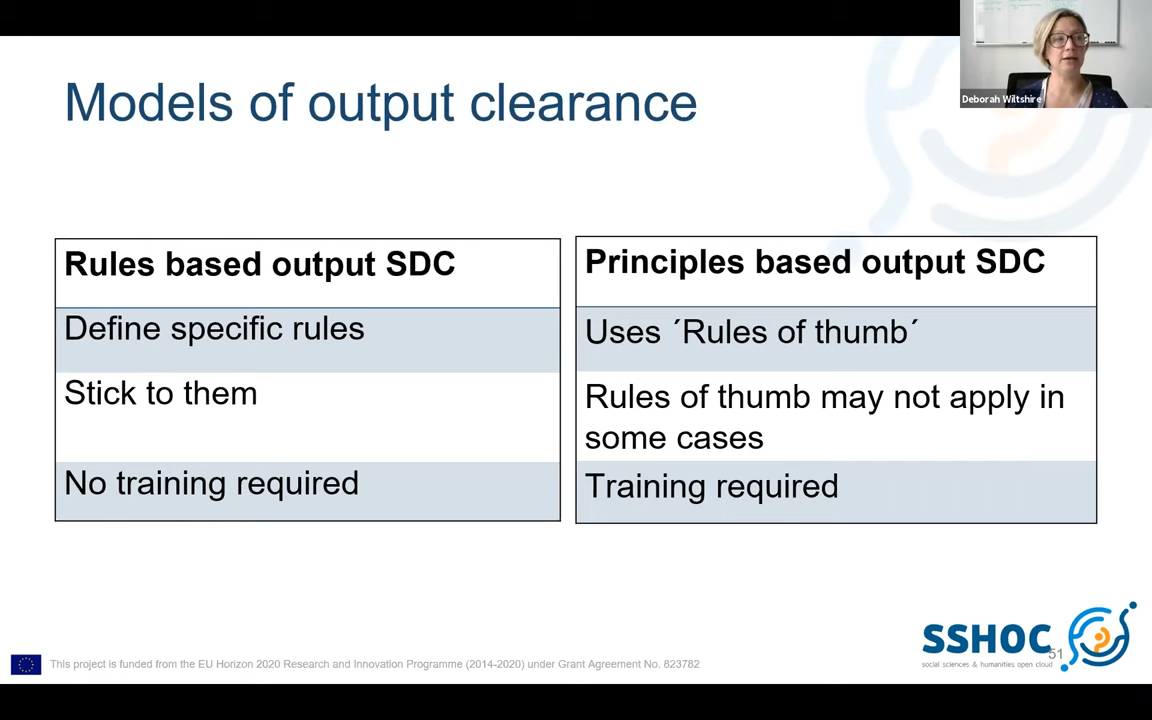 Models of output clearance
Deborah Wiltshire
Rules based output SDC
Define specific rules
Stick to them
No training required
Principles based output SDC
Uses ´Rules of thumb´
Rules of thumb may not apply in
some cases
Training required
SSHOC
social sciences & humanities open cloud
51
This project is funded from the EU Horizon 2020 Research and Innovation Programme (2014-2020) under Grant Agreement No. 823782